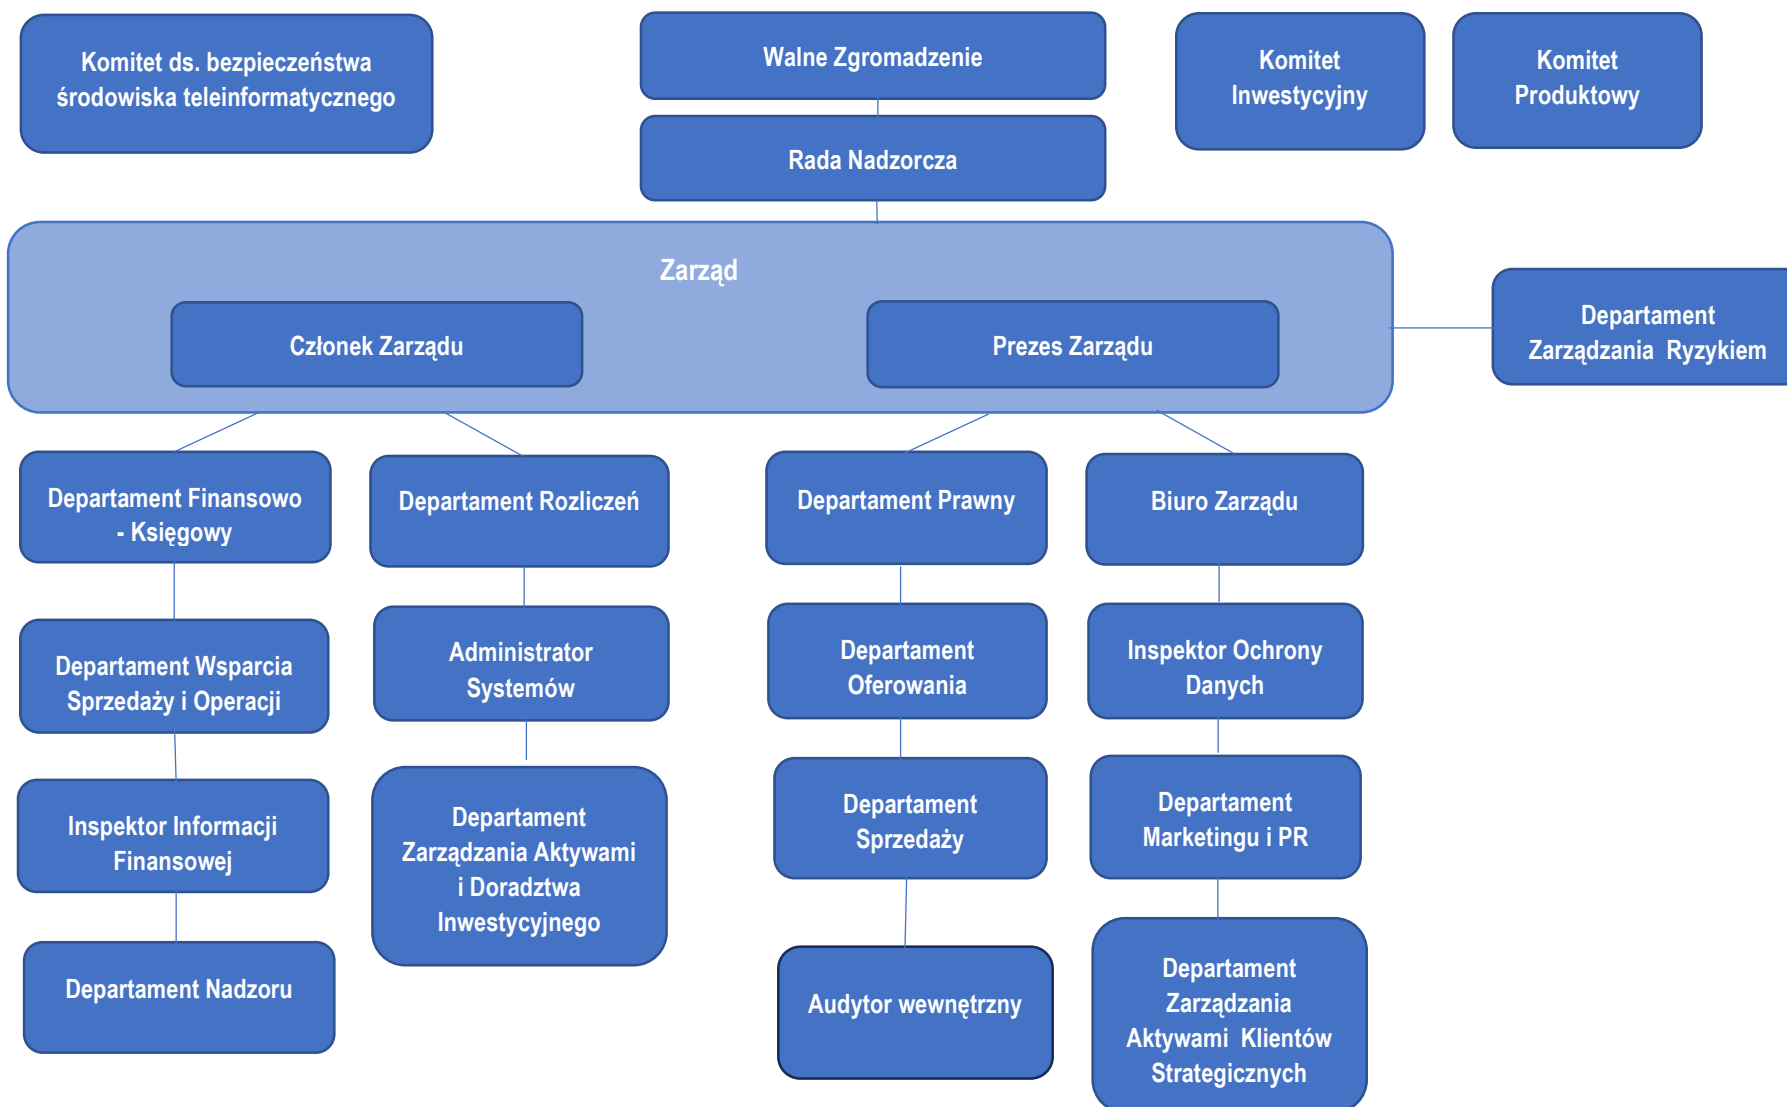 Komitet ds. bezpieczeństwa
środowiska teleinformatycznego
Walne Zgromadzenie
Komitet
Inwestycyjny
Komitet
Produktowy
Rada Nadzorcza
Zarząd
Członek Zarządu
Prezes Zarządu
Departament
Zarządzania Ryzykiem
Departament Finansowo
- Księgowy
Departament Rozliczeń
Departament Prawny
Biuro Zarządu
Departament Wsparcia
Sprzedaży i Operacji
Administrator
Systemów
Departament
Oferowania
Inspektor Ochrony
Danych
Inspektor Informacji
Finansowej
Departament
Zarządzania Aktywami
i Doradztwa
Inwestycyjnego
Departament
Sprzedaży
Departament
Marketingu i PR
Departament Nadzoru
Audytor wewnętrzny
Departament
Zarządzania
Aktywami Klientów
Strategicznych